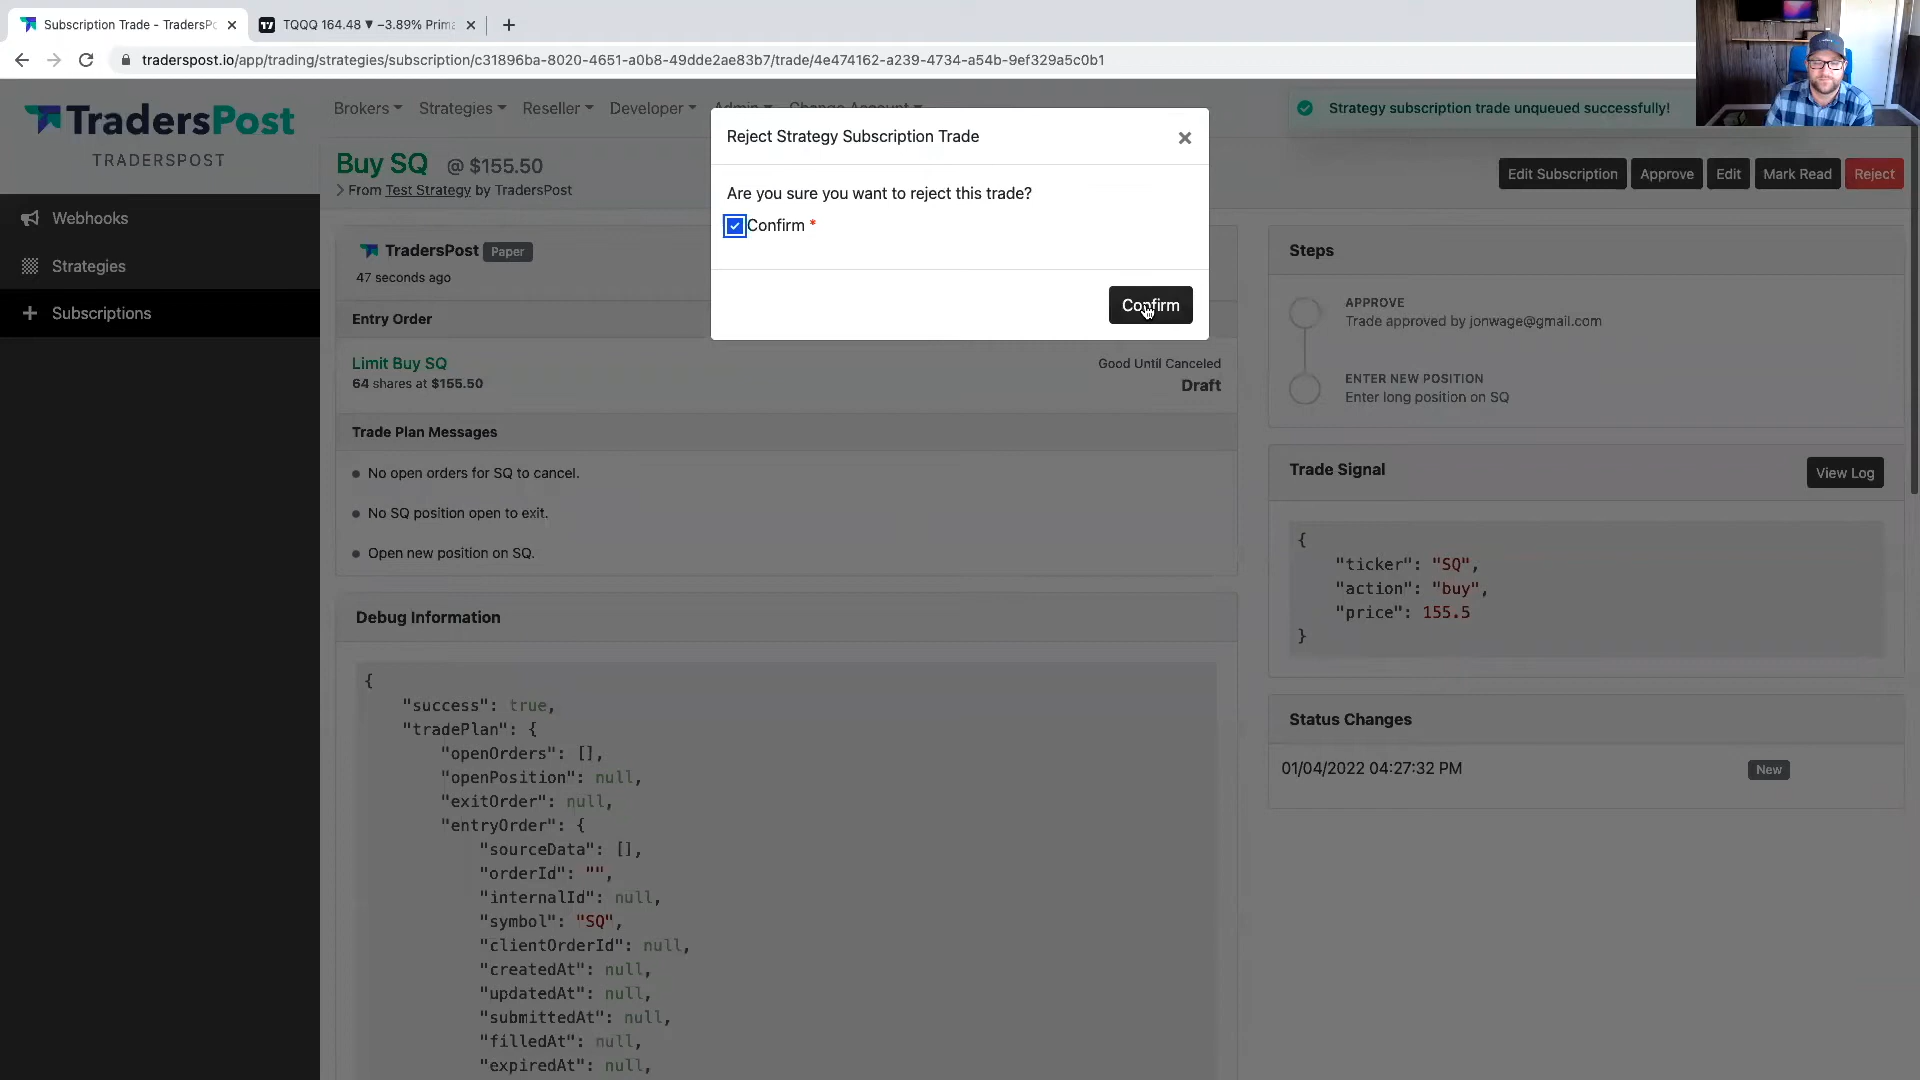 Subscription Trade - TradersPo
TQQQ 164.48 ▼ −3.89% Prima
traderspost.io/app/trading/strategies/subscription/c31896ba-8020-4651-a0b8-49dde2ae83b7/trade/4e474162-a239-4734-a54b-9ef329a5c0b1
TradersPost
TRADERSPOST
Brokers Strategies Reseller Developer Admin Change Account
Strategy subscription trade unqueued successfully!
Webhooks
Strategies
Subscriptions
Buy SQ @ $155.50
From Test Strategy by TradersPost
Edit Subscription Approve Edit Mark Read Reject
Reject Strategy Subscription Trade
Are you sure you want to reject this trade?
Confirm *
Confirm
TradersPost Paper
47 seconds ago
Entry Order
Limit Buy SQ
64 shares at $155.50
Good Until Canceled
Draft
Trade Plan Messages
No open orders for SQ to cancel.
No SQ position open to exit.
Open new position on SQ.
Debug Information
{
"success": true,
"tradePlan": {
"openOrders": [],
"openPosition": null,
"exitOrder": null,
"entryOrder": {
"sourceData": [],
"orderId": "",
"internalId": null,
"symbol": "SQ",
"clientOrderId": null,
"createdAt": null,
"updatedAt": null,
"submittedAt": null,
"filledAt": null,
"expiredAt": null,
Steps
APPROVE
Trade approved by jonwage@gmail.com
ENTER NEW POSITION
Enter long position on SQ
Trade Signal
View Log
{
"ticker": "SQ",
"action": "buy",
"price": 155.5
}
Status Changes
01/04/2022 04:27:32 PM New